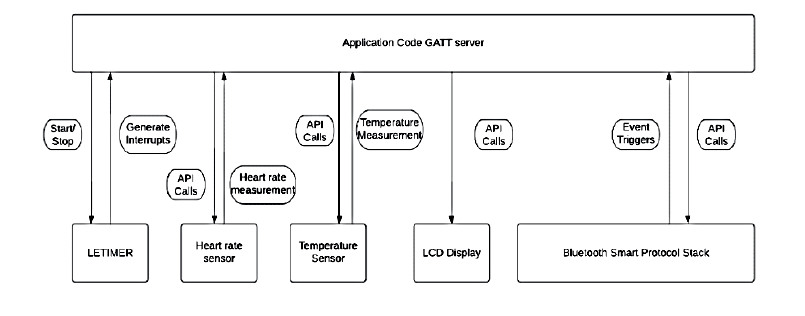 Application Code GATT server
Start/
Stop
Generate
Interrupts
API
Calls
Heart rate
measurement
API
Calls
Temperature
Measurement
API
Calls
Event
Triggers
API
Calls
LETIMER
Heart rate
sensor
Temperature
Sensor
LCD Display
Bluetooth Smart Protocol Stack